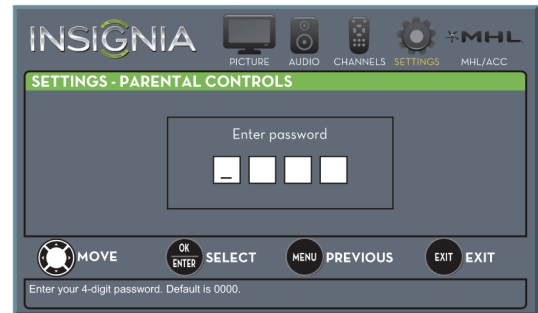 INSIGNIA
PICTURE AUDIO CHANNELS SETTINGS MHL MHL/ACC
SETTINGS - PARENTAL CONTROLS
Enter password
_
MOVE OK ENTER SELECT MENU PREVIOUS EXIT EXIT
Enter your 4-digit password. Default is 0000.